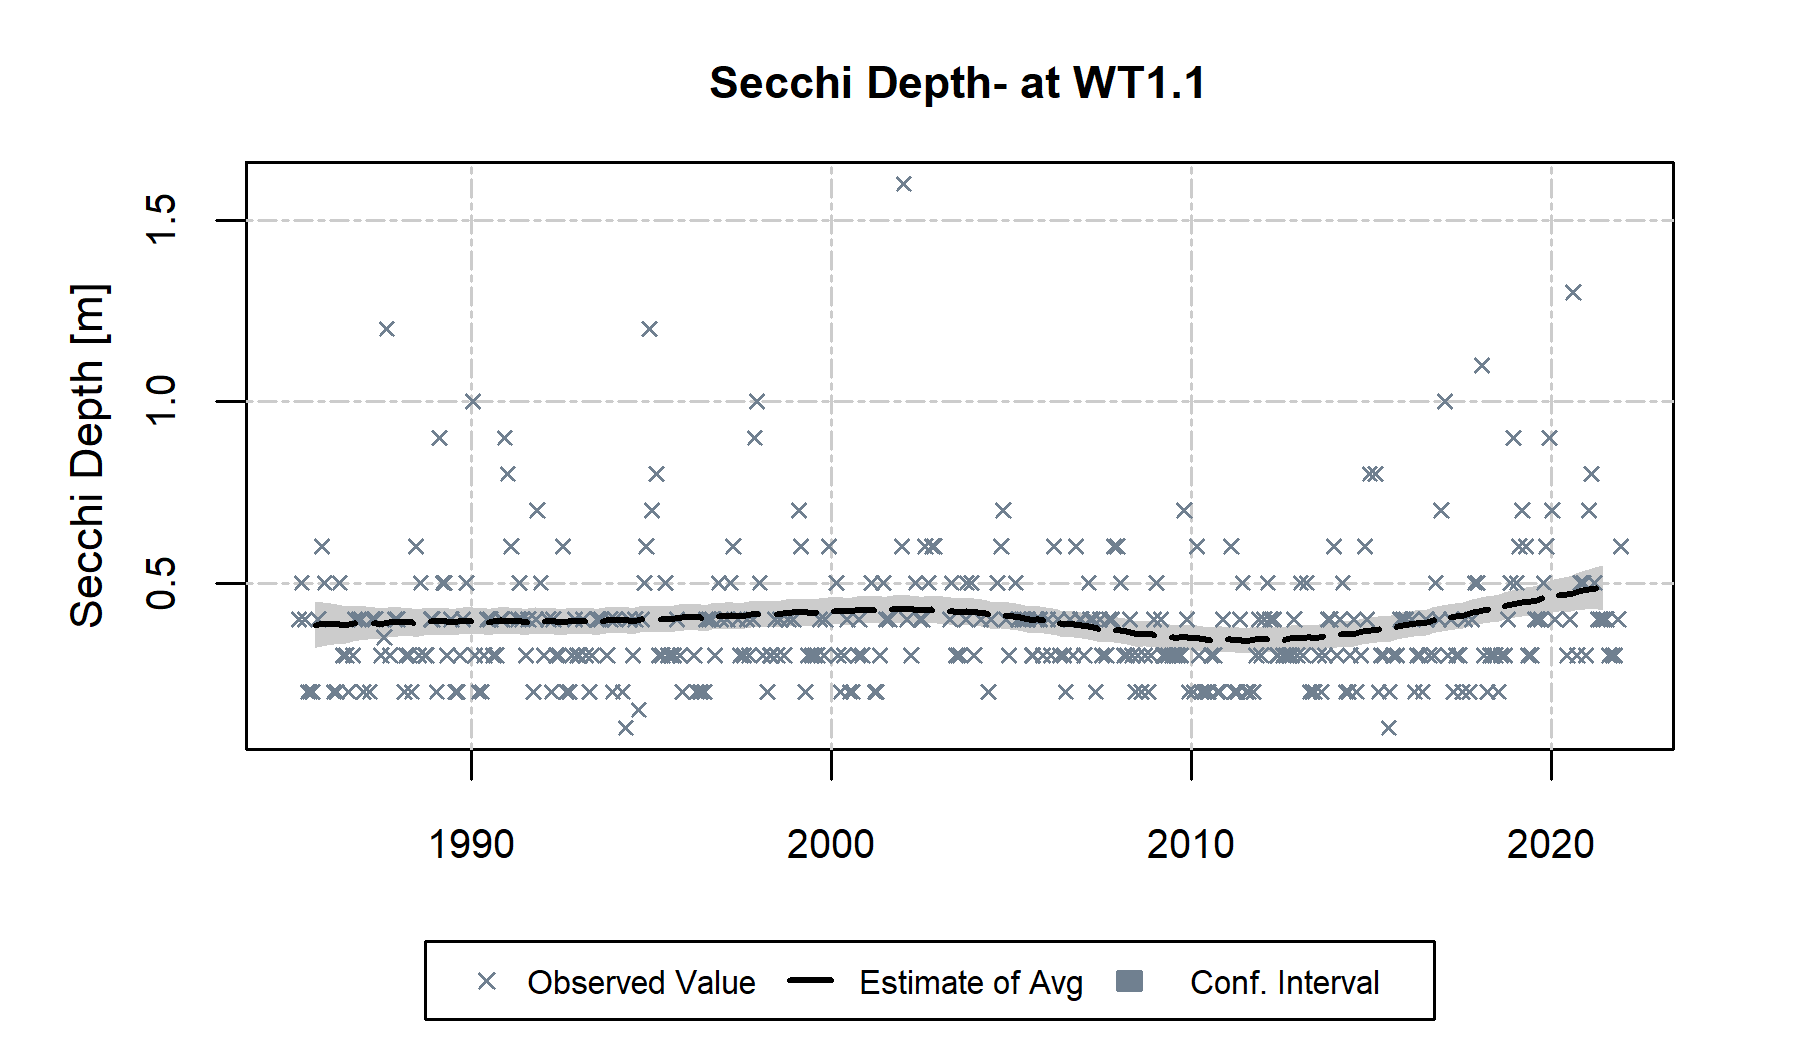 Secchi Depth- at WT1.1
Secchi Depth [m]
1.5
1.0
0.5
1990 2000 2010 2020
Observed Value Estimate of Avg Conf. Interval